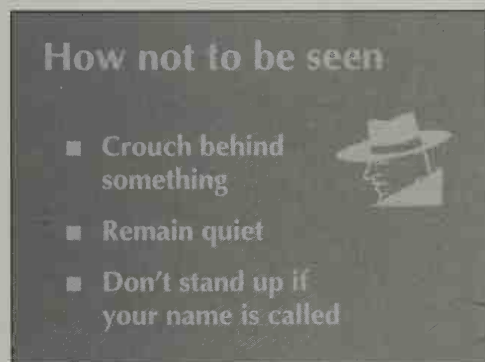 How not to be seen
■ Crouch behind
something
■ Remain quiet
■ Don't stand up if
your name is called